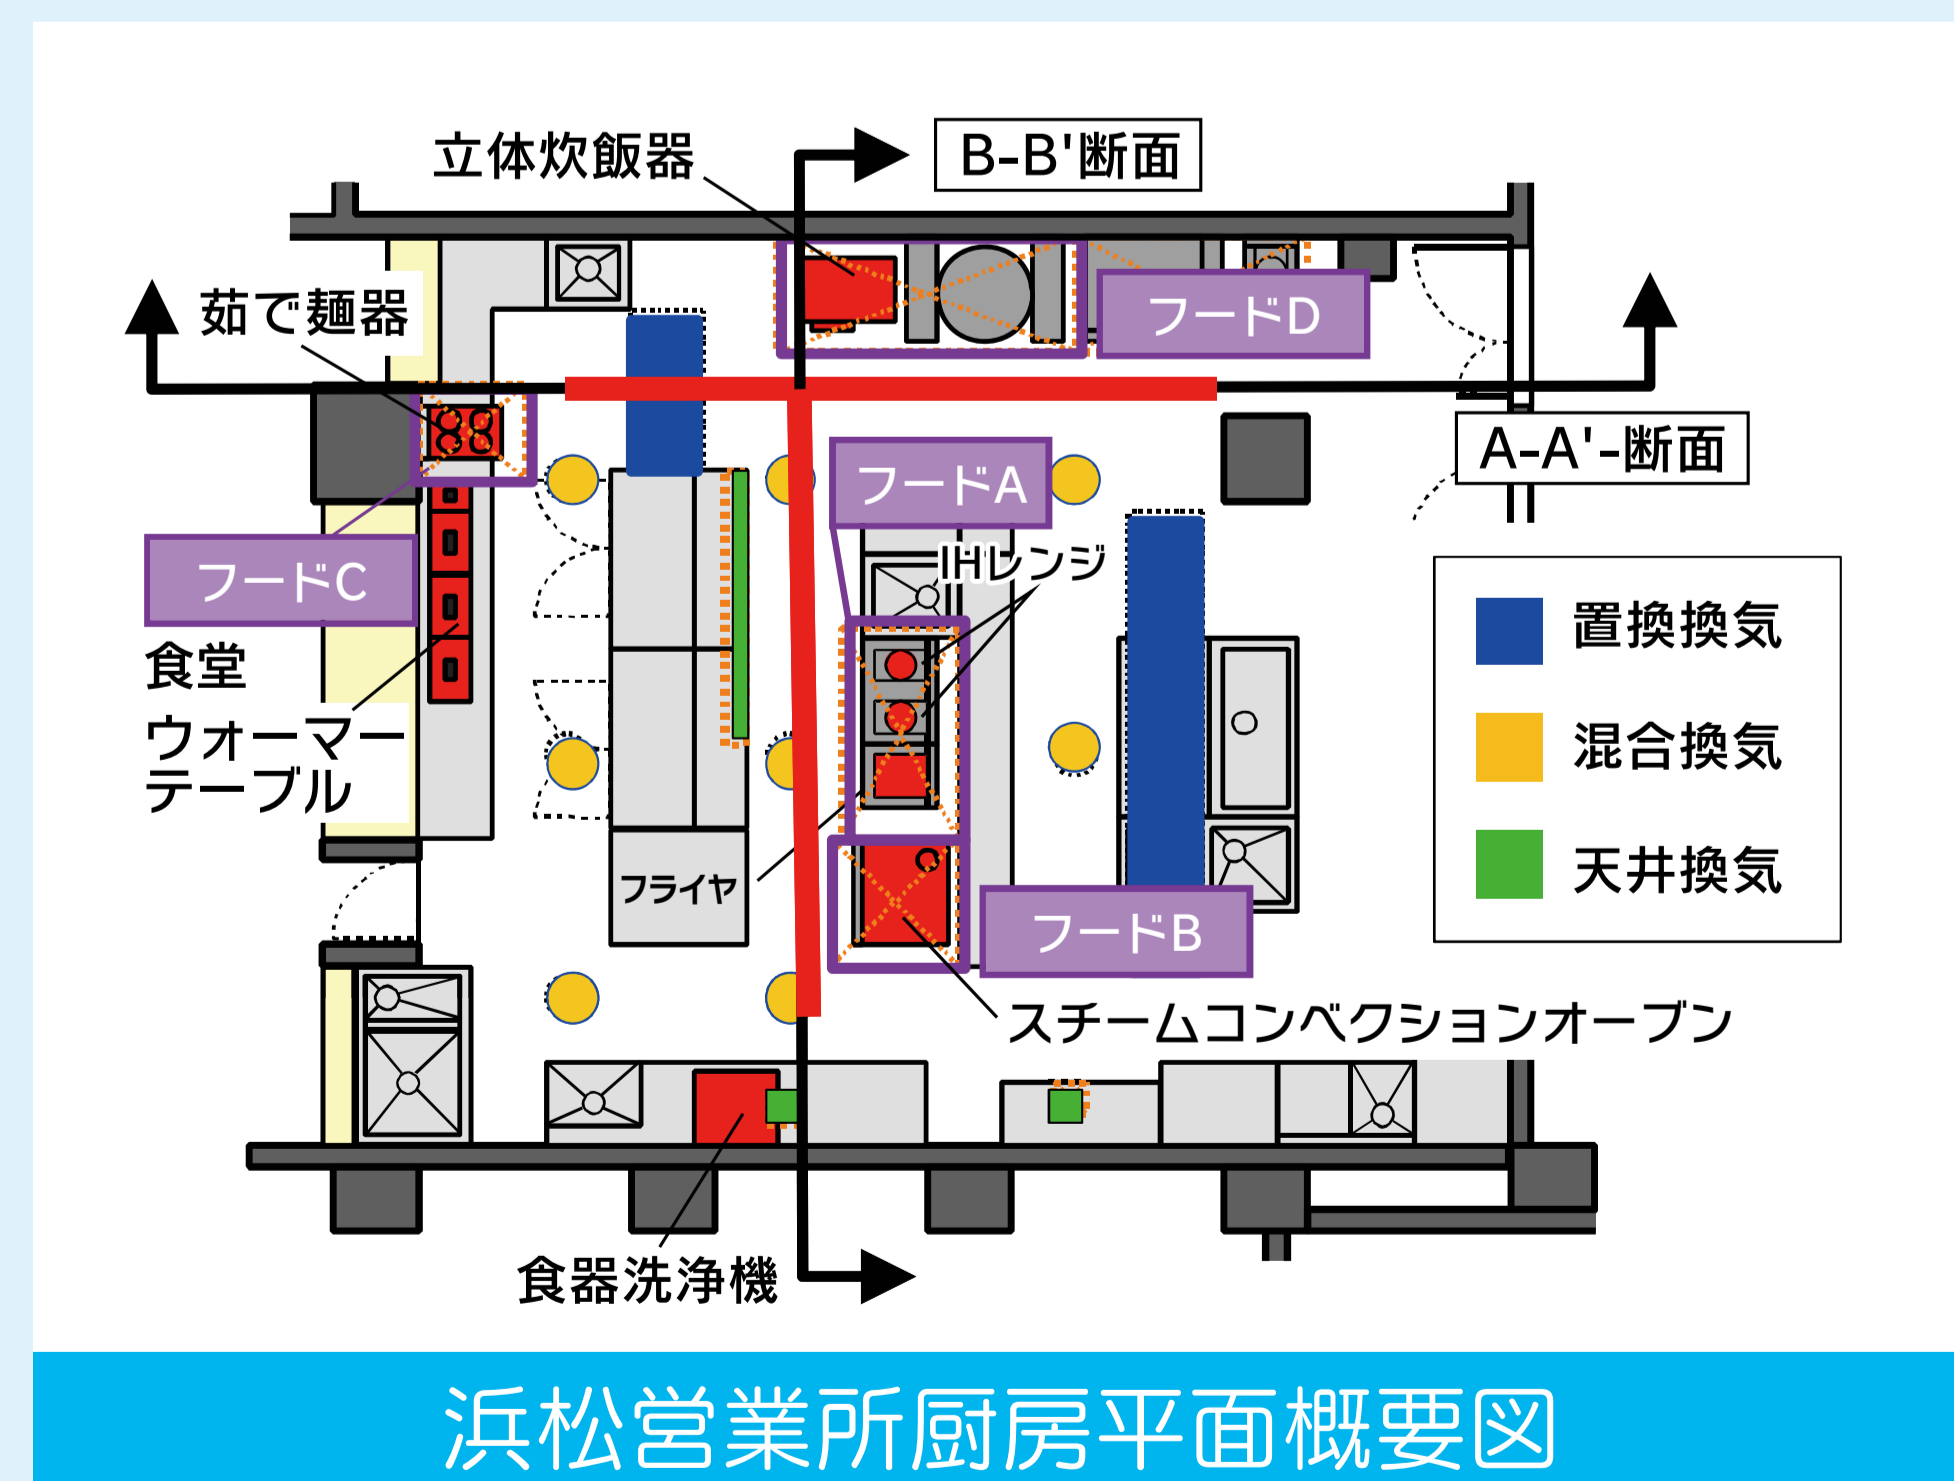 立体炊飯器
B-B'断面
茹で麺器
フードD
A-A'-断面
フードA
IHレンジ
フードC
食堂
ウォーマー
テーブル
フライヤ
フードB
スチームコンベクションオーブン
置換換気
混合換気
天井換気
食器洗浄機
浜松営業所厨房平面概要図